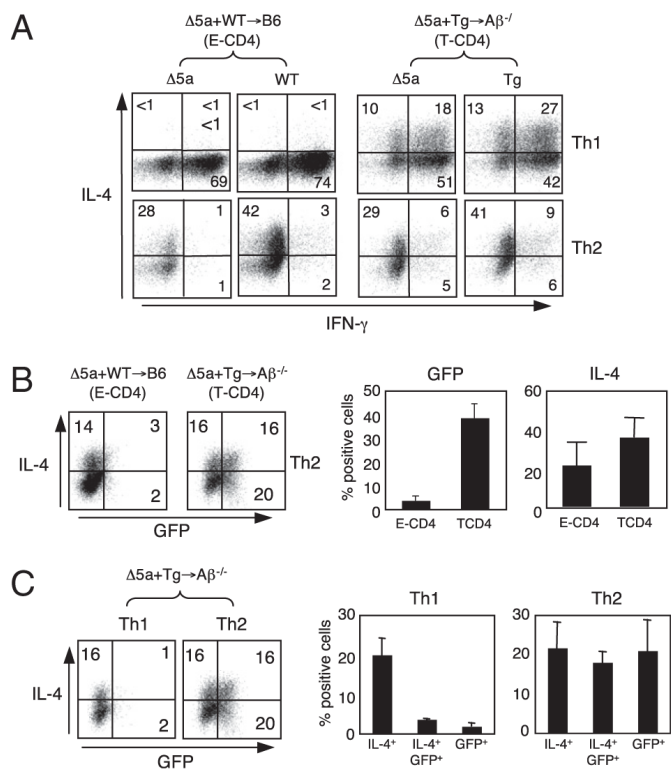 A
Δ5a+WT→B6
(E-CD4)
Δ5a+Tg→Aβ-/
(T-CD4)
Δ5a WT Δ5a Tg
<1 <1 <1 <1 10 18 13 27
<1
69 74 51 42
Th1
IL-4
28 1 42 3 29 6 41 9
1 2 5 6
Th2
IFN-γ
B
Δ5a+WT→B6
(E-CD4)
Δ5a+Tg→Aβ-/-
(T-CD4)
14 3 16 16
2 20
IL-4
Th2
GFP
GFP
% positive cells
50
40
30
20
10
0
E-CD4 TCD4
IL-4
60
40
20
0
E-CD4 TCD4
C
Δ5a+Tg→Aβ-/-
Th1 Th2
16 1 16 16
2 20
IL-4
GFP
Th1
% positive cells
30
20
10
0
IL-4+ IL-4+ GFP+
GFP+
Th2
30
20
10
0
IL-4+ IL-4+ GFP+
GFP+